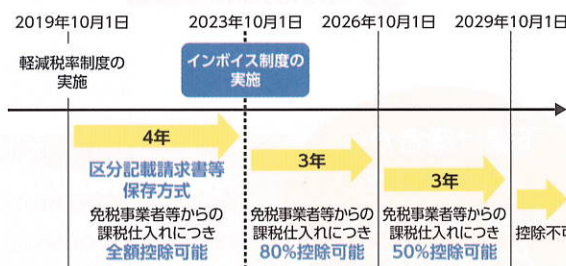 2019年10月1日
2023年10月1日
2026年10月1日
2029年10月1日
軽減税率制度の
実施
インボイス制度の
実施
4年
区分記載請求書等
保存方式
免税事業者等からの
課税仕入れにつき
全額控除可能
3年
免税事業者等からの
課税仕入れにつき
80%控除可能
3年
免税事業者等からの
課税仕入れにつき
50%控除可能
控除不可